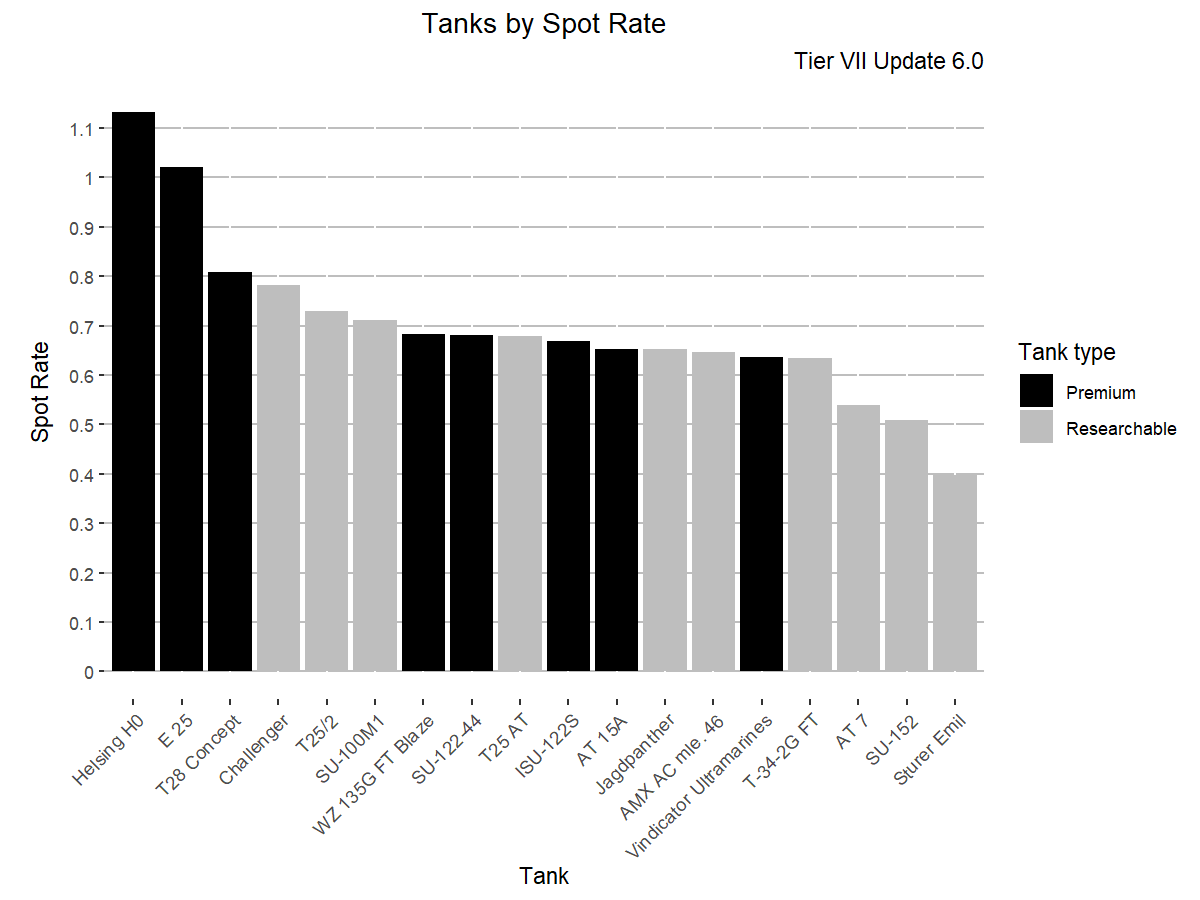 Tanks by Spot Rate
Tier VII Update 6.0
1.1
1
0.9
0.8
0.7
0.6
0.5
0.4
0.3
0.2
0.1
0
Spot Rate
Helsing H0
E 25
T28 Concept
Challenger
T25/2
SU-100M1
WZ 135G FT Blaze
SU-122-44
T25 AT
ISU-122S
AT 15A
Jagdpanther
AMX AC mle. 46
Vindicator Ultramarines
T-34-2G FT
AT 7
SU-152
Sturer Emil
Tank
Tank type
Premium
Researchable